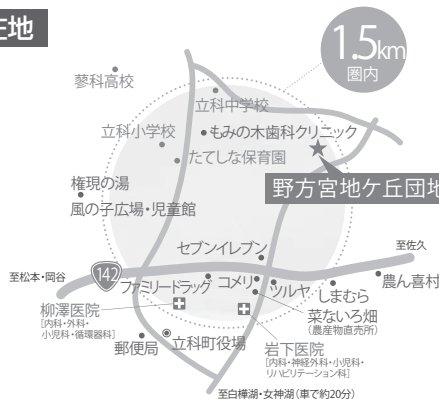 在地
1.5km
圏内
蓼科高校
立科中学校
立科小学校
もみの木歯科クリニック
たてしな保育園
権現の湯
風の子広場・児童館
野方宮地ケ丘団地
セブンイレブン
至佐久
142
至松本・岡谷
ファミリードラッグ
コメリ
ツルヤ
しまむら
農ん喜村
菜ないろ畑
(農産物直売所)
柳澤医院
[内科・外科・
小児科・循環器科]
郵便局
立科町役場
岩下医院
[内科・神経外科・小児科・
リハビリテーション科]
至白樺湖・女神湖(車で約20分)